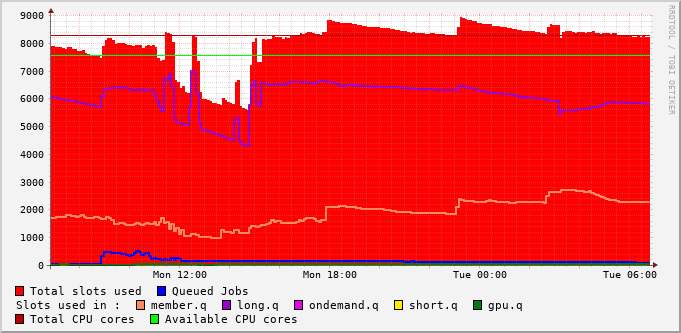 9000
8000
7000
6000
5000
4000
3000
2000
1000
0
Mon 12:00 Mon 18:00 Tue 00:00 Tue 06:00
Total slots used Queued Jobs
Slots used in : member.q long.q ondemand.q short.q gpu.q
Total CPU cores Available CPU cores
RRDTOOL / TOBI OETIKER